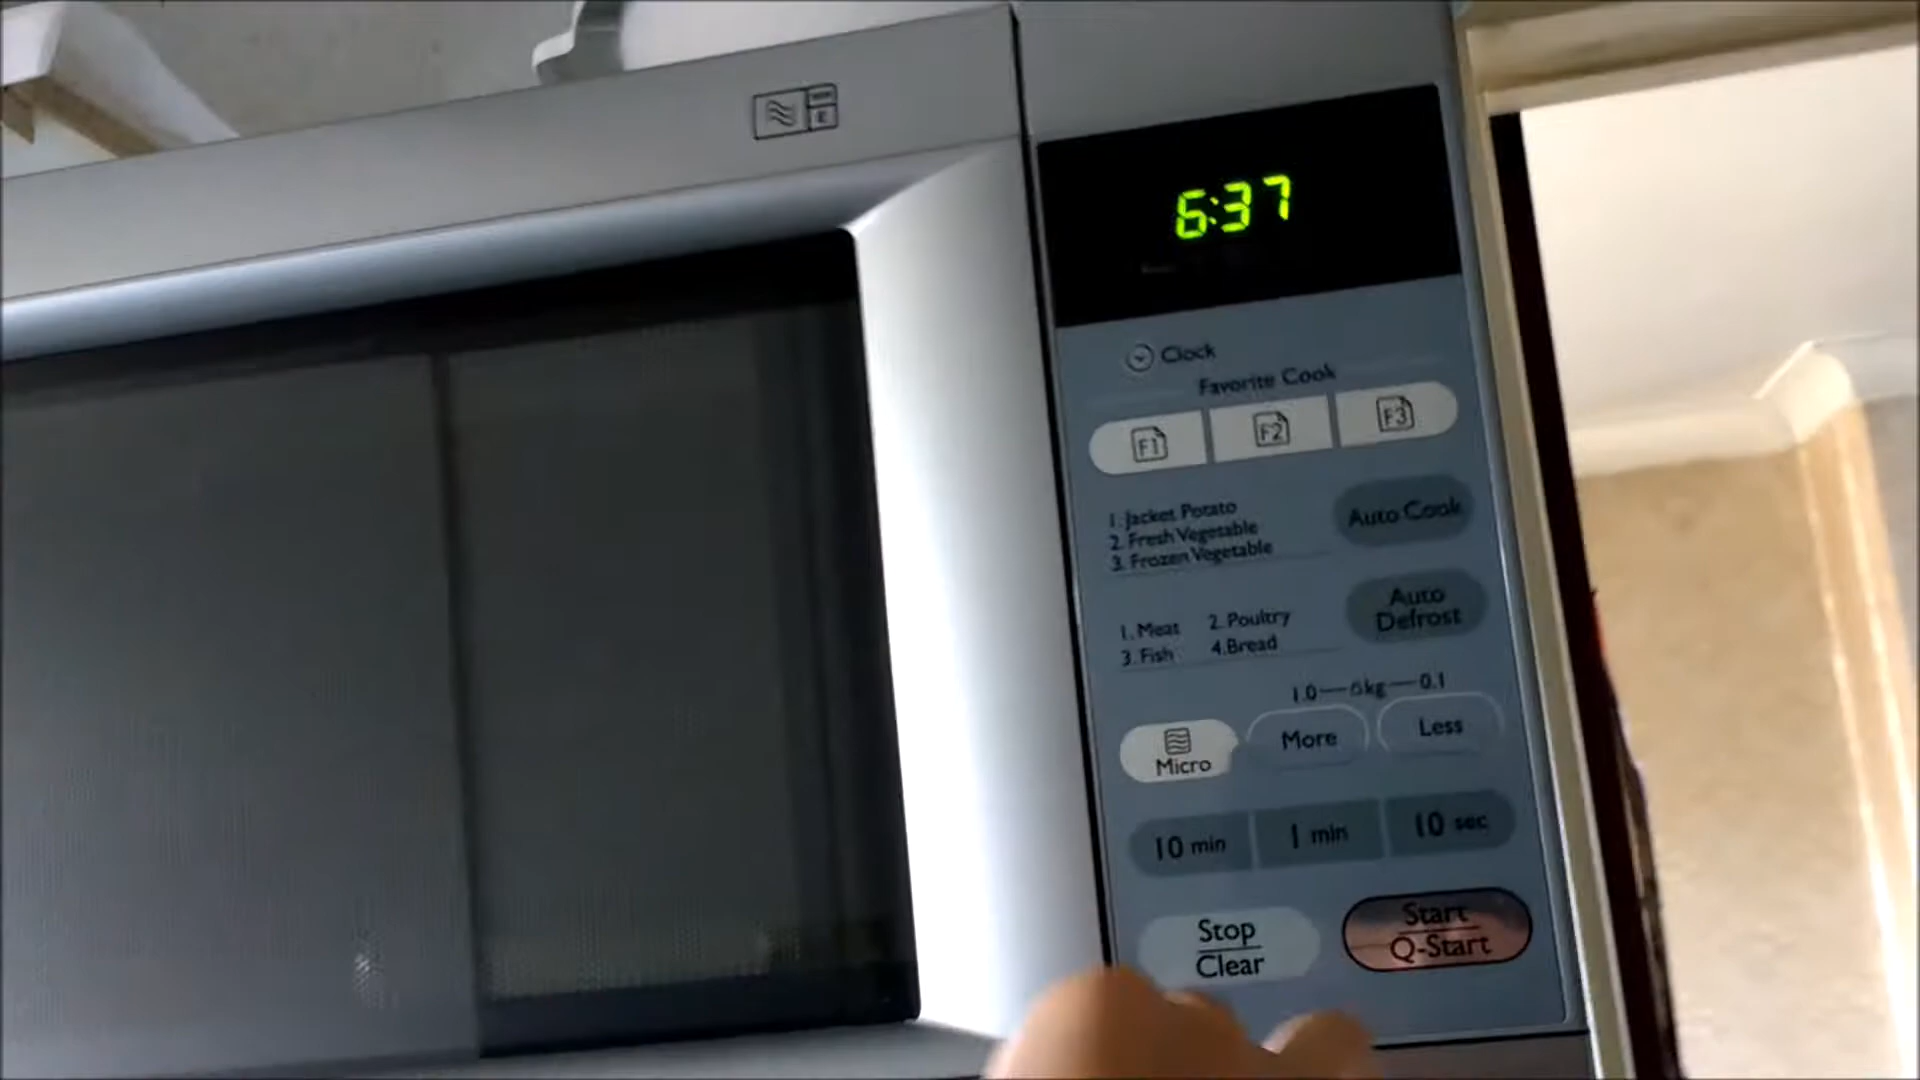 E
6:37
Clock
Favorite Cook
F1 F2 F3
1. Jacket Potato
2. Fresh Vegetable
3. Frozen Vegetable
Auto Cook
1. Meat 2. Poultry
3. Fish 4. Bread
Auto
Defrost
1.0 kg 0.1
Micro
More
Less
10 min 1 min 10 sec
Stop
Clear
Start
Q-Start